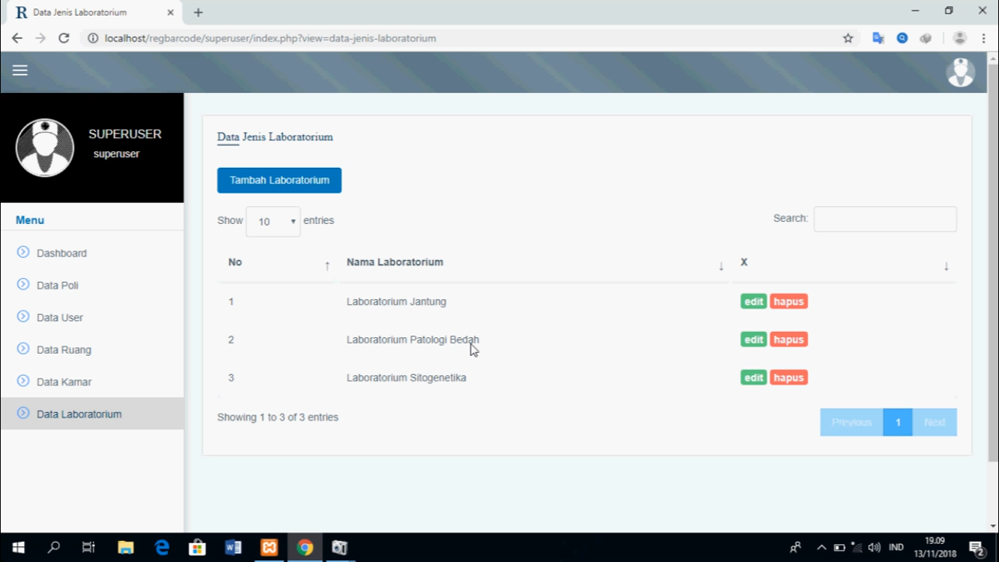 R Data Jenis Laboratorium
localhost/regbarcode/superuser/index.php?view=data-jenis-laboratorium
SUPERUSER
superuser
Menu
Dashboard
Data Poli
Data User
Data Ruang
Data Kamar
Data Laboratorium
Data Jenis Laboratorium
Tambah Laboratorium
Show 10 entries
Search:
No Nama Laboratorium X
1 Laboratorium Jantung edit hapus
2 Laboratorium Patologi Bedah edit hapus
3 Laboratorium Sitogenetika edit hapus
Showing 1 to 3 of 3 entries
Previous 1 Next
IND
19.09
13/11/2018
2